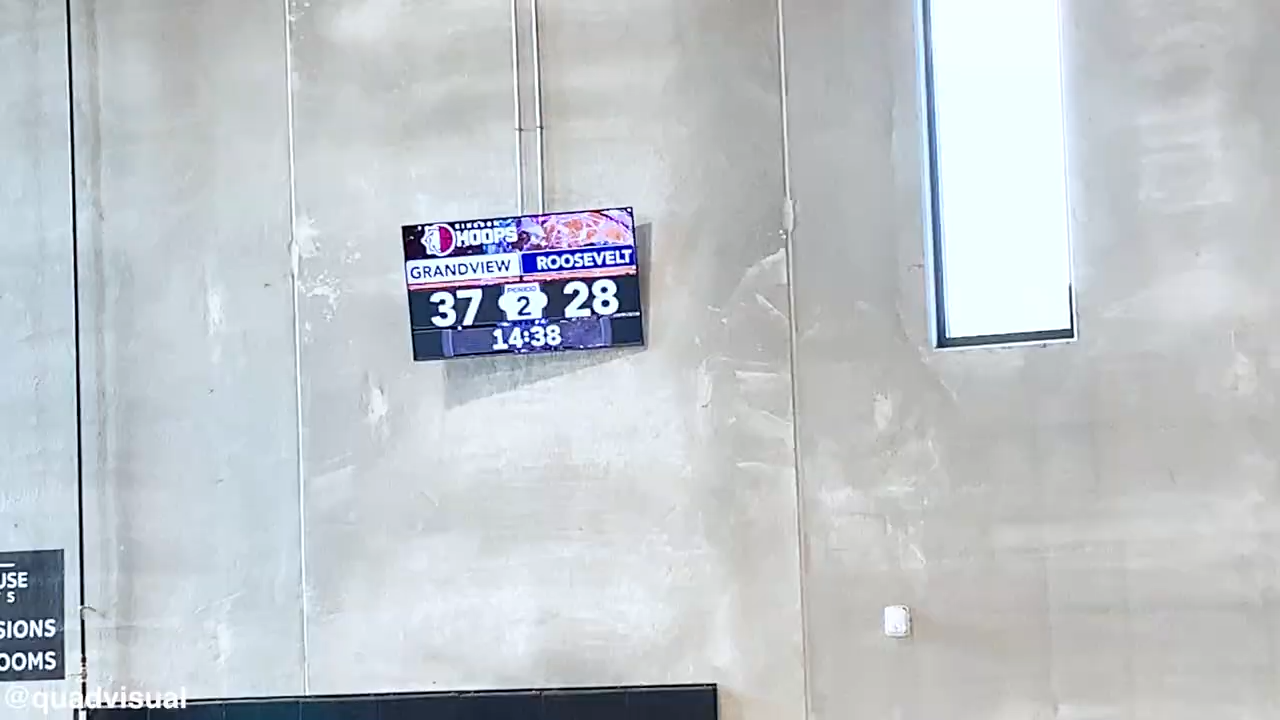 HOOPS
GRANDVIEW ROOSEVELT
37 PERIOD 2 28
14:38
USE
S
SIONS
OOMS
@quadvisual